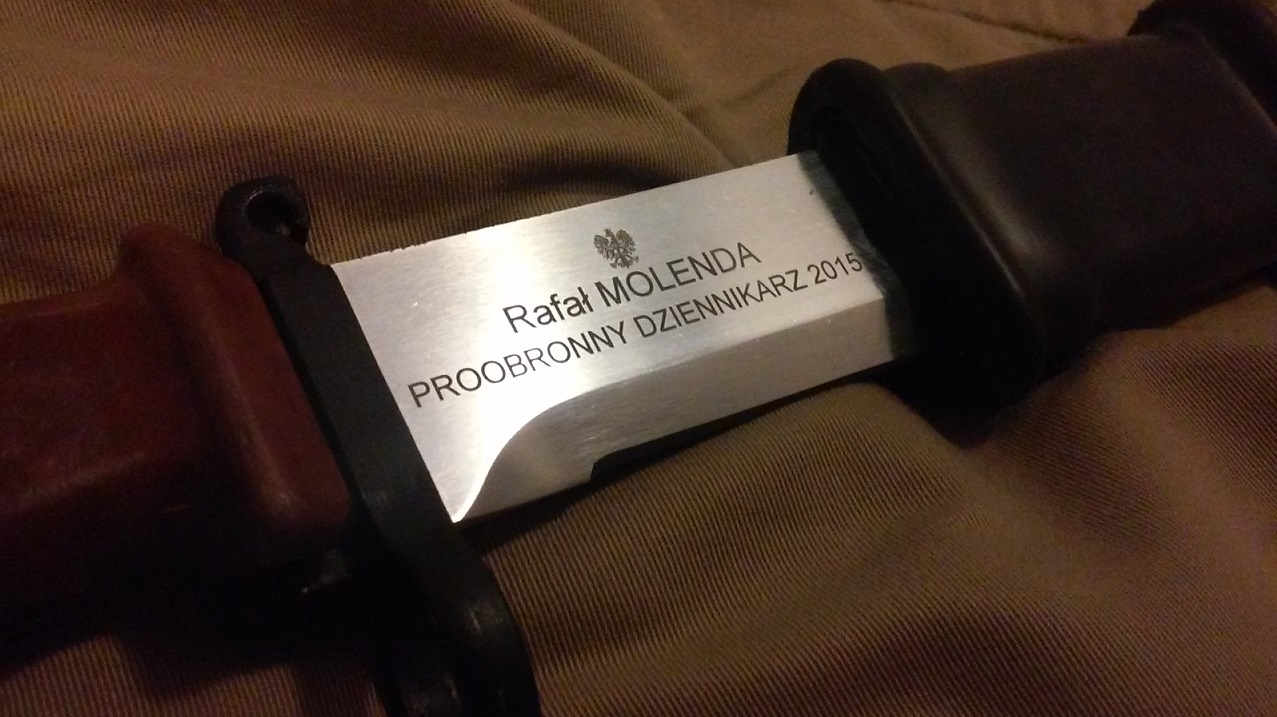 Rafał MOLENDA
PROOBRONNY DZIENNIKARZ 2015